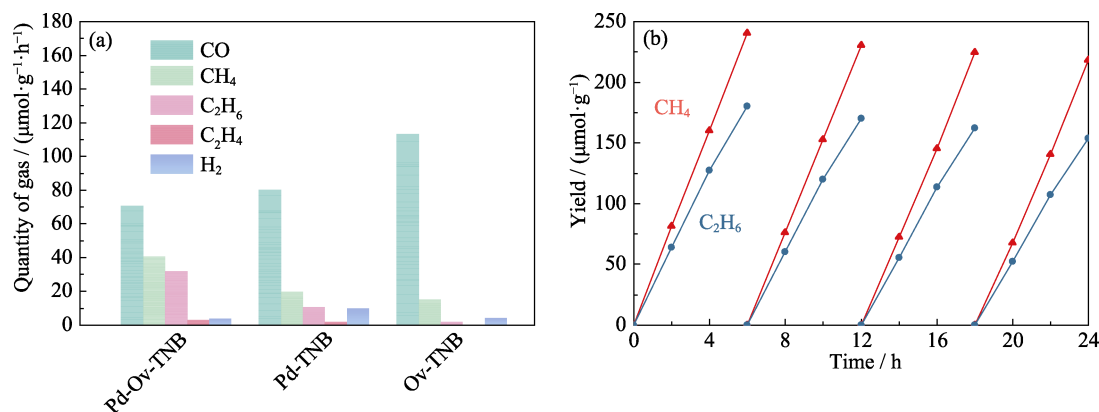 (a)
Quantity of gas / (μmol·g⁻¹·h⁻¹)
180
160
140
120
100
80
60
40
20
0
CO
CH₄
C₂H₆
C₂H₄
H₂
Pd-Ov-TNB
Pd-TNB
Ov-TNB
(b)
Yield / (μmol·g⁻¹)
250
200
150
100
50
0
CH₄
C₂H₆
0 4 8 12 16 20 24
Time / h